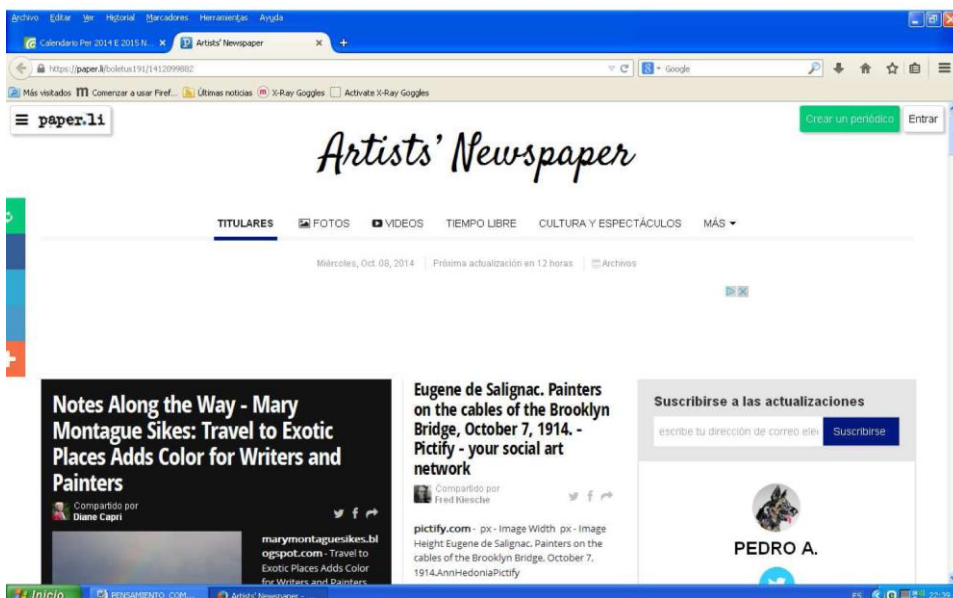 Archivo Editar Ver Historial Marcadores Herramientas Ayuda
Calendario Per 2014 E 2015 N... Artists' Newspaper
https://paper.li/boletus191/1412099882 Google
Más visitados Comenzar a usar Firef... Últimas noticias X-Ray Goggles Activate X-Ray Goggles
paper.li
Crear un periódico Entrar
Artists' Newspaper
TITULARES FOTOS VIDEOS TIEMPO LIBRE CULTURA Y ESPECTÁCULOS MÁS
Miércoles, Oct. 08, 2014 Próxima actualización en 12 horas Archivos
Notes Along the Way - Mary
Montague Sikes: Travel to Exotic
Places Adds Color for Writers and
Painters
Compartido por
Diane Capri
marymontaguesikes.bl
ogspot.com - Travel to
Exotic Places Adds Color
for Writers and Painters
Eugene de Salignac. Painters
on the cables of the Brooklyn
Bridge, October 7, 1914. -
Pictify - your social art
network
Compartido por
Fred Kiesche
pictify.com - px - Image Width px - Image
Height Eugene de Salignac. Painters on the
cables of the Brooklyn Bridge, October 7,
1914.AnnHedoniaPictify
Suscribirse a las actualizaciones
escribe tu dirección de correo ele Suscribirse
PEDRO A.
Inicio PENSAMIENTO_COM... Artists' Newspaper - ... ES 22:39